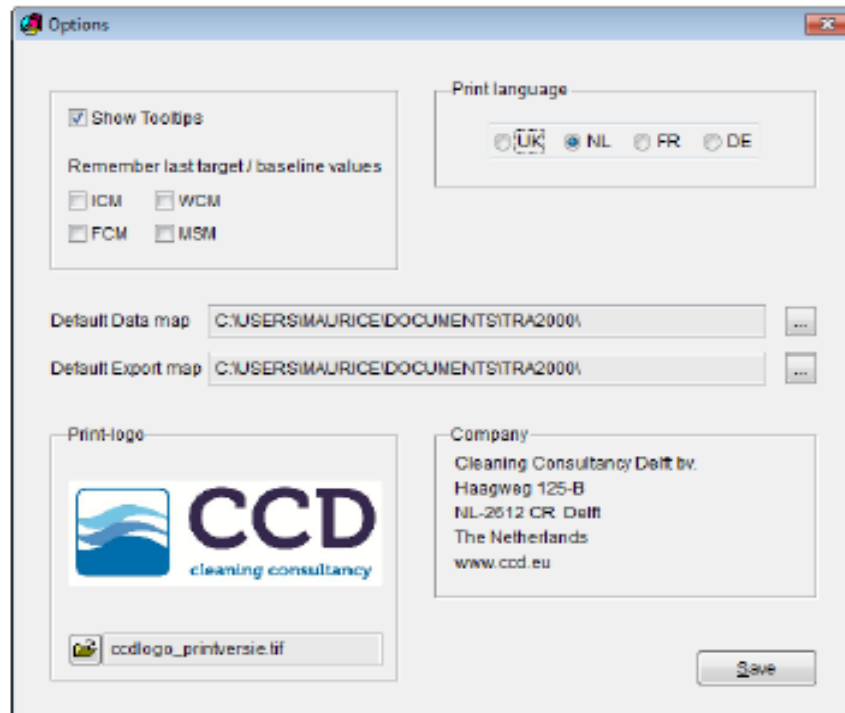 Options
Show Tooltips
Remember last target / baseline values
ICM WCM
FCM MSM
Print language
UK NL FR DE
Default Data map C:\USERS\MAURICE\DOCUMENTS\TRA2000\ ...
Default Export map C:\USERS\MAURICE\DOCUMENTS\TRA2000\ ...
Print-logo
CCD
cleaning consultancy
ccdlogo_printversie.tif
Company
Cleaning Consultancy Delft bv.
Haagweg 125-B
NL-2612 CR Delft
The Netherlands
www.ccd.eu
Save